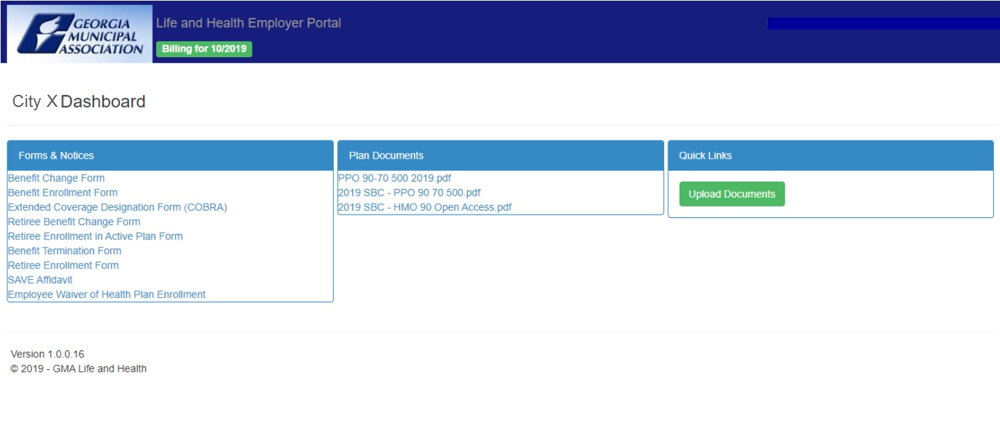 GEORGIA
MUNICIPAL
ASSOCIATION
Life and Health Employer Portal
Billing for 10/2019
City X Dashboard
Forms & Notices
Benefit Change Form
Benefit Enrollment Form
Extended Coverage Designation Form (COBRA)
Retiree Benefit Change Form
Retiree Enrollment in Active Plan Form
Benefit Termination Form
Retiree Enrollment Form
SAVE Affidavit
Employee Waiver of Health Plan Enrollment
Plan Documents
PPO 90-70 500 2019.pdf
2019 SBC - PPO 90 70 500.pdf
2019 SBC - HMO 90 Open Access.pdf
Quick Links
Upload Documents
Version 1.0.0.16
© 2019 - GMA Life and Health